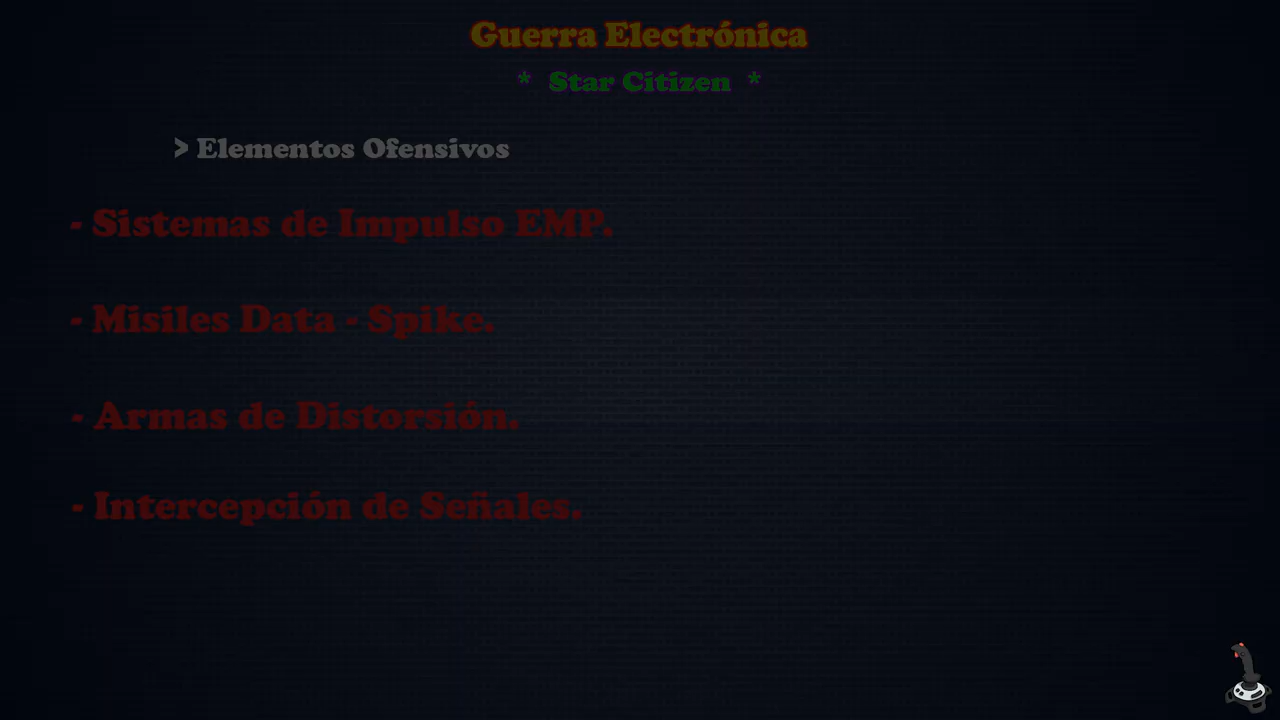 Guerra Electrónica
* Star Citizen *
> Elementos Ofensivos
- Sistemas de Impulso EMP.
- Misiles Data - Spike.
- Armas de Distorsión.
- Intercepción de Señales.